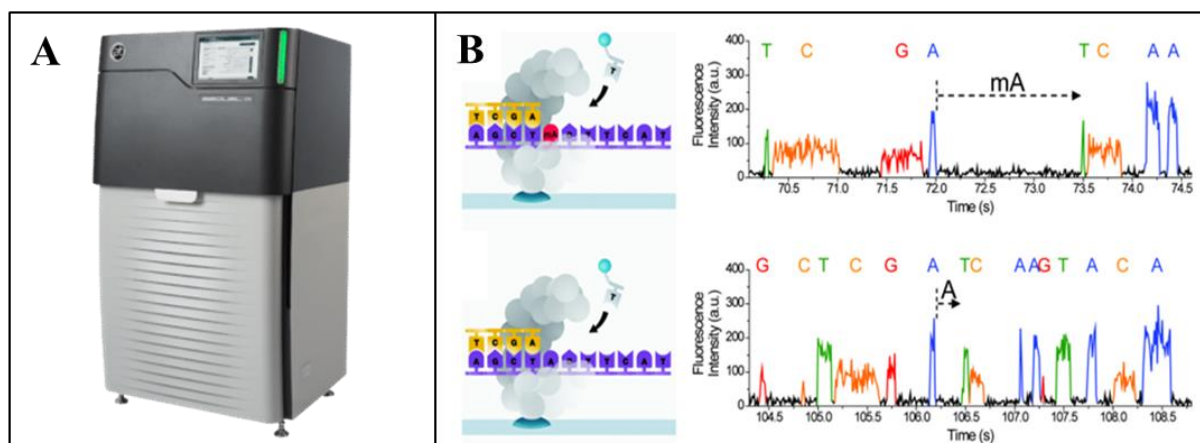 A
B
T C G A
A G C T mA
T
T C G A
A G C T A
T
T C G A T C A A
mA
Fluorescence
Intensity (a.u.)
400
300
200
100
0
70.5 71.0 71.5 72.0 72.5 73.0 73.5 74.0 74.5
Time (s)
G C T C G A T C A A G T A C A
A
Fluorescence
Intensity (a.u.)
400
300
200
100
0
104.5 105.0 105.5 106.0 106.5 107.0 107.5 108.0 108.5
Time (s)